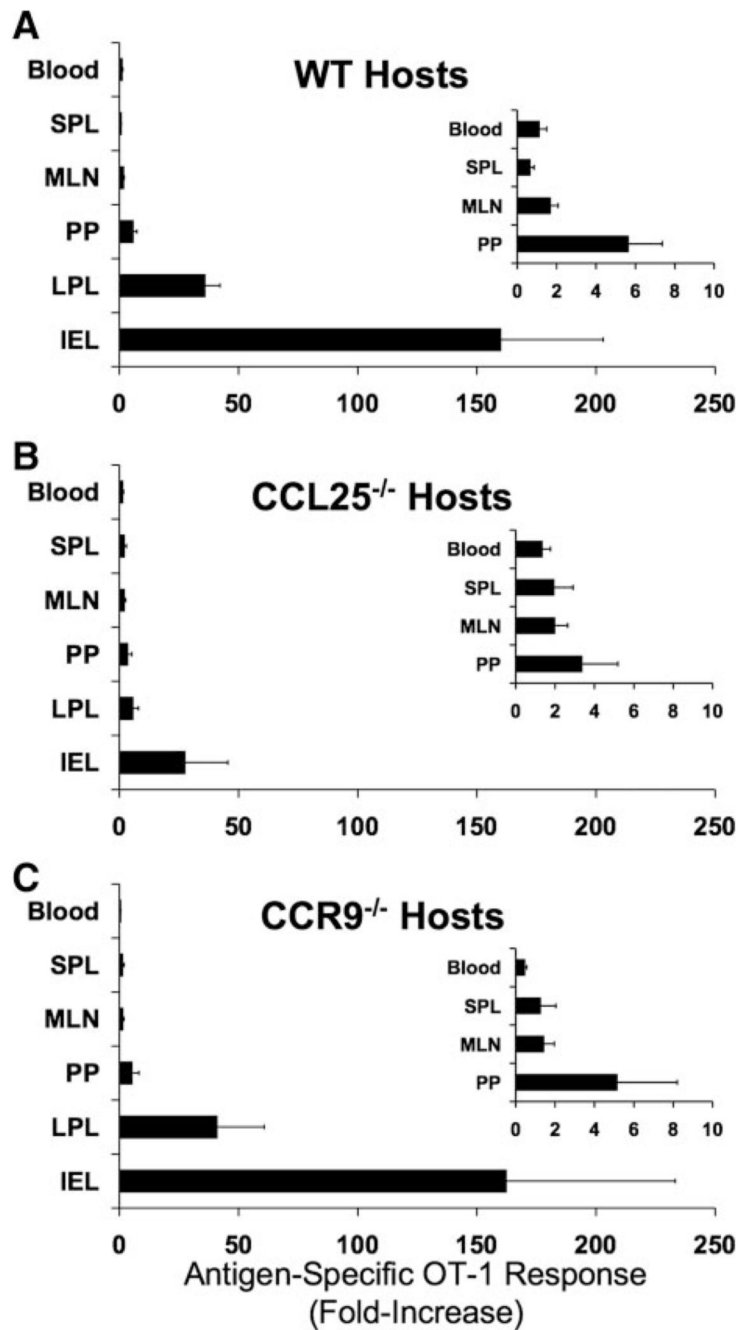 A
WT Hosts
Blood
SPL
MLN
PP
LPL
IEL
0 50 100 150 200 250
Blood
SPL
MLN
PP
0 2 4 6 8 10
B
CCL25-/- Hosts
Blood
SPL
MLN
PP
LPL
IEL
0 50 100 150 200 250
Blood
SPL
MLN
PP
0 2 4 6 8 10
C
CCR9-/- Hosts
Blood
SPL
MLN
PP
LPL
IEL
0 50 100 150 200 250
Blood
SPL
MLN
PP
0 2 4 6 8 10
Antigen-Specific OT-1 Response
(Fold-Increase)